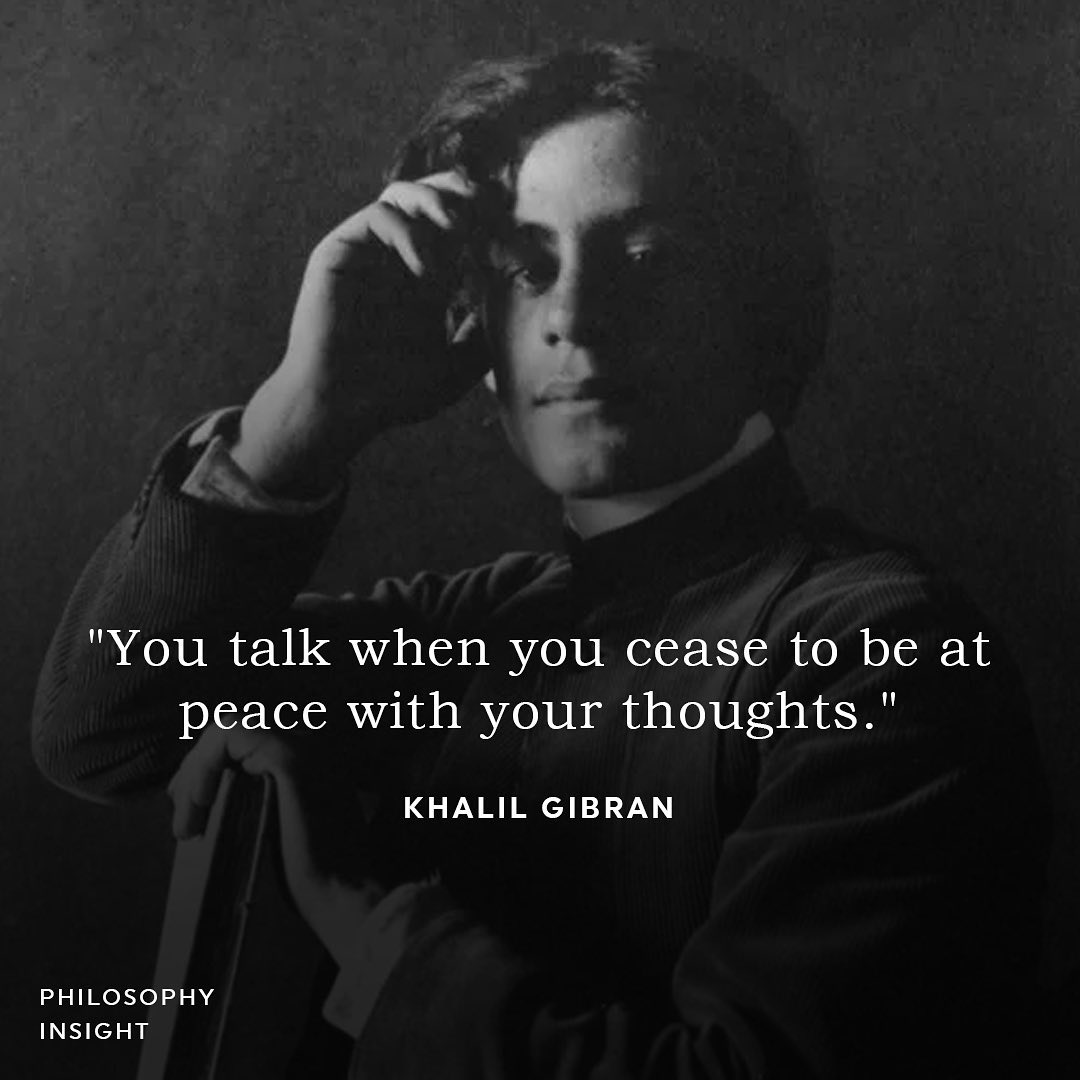 "You talk when you cease to be at
peace with your thoughts."
KHALIL GIBRAN
PHILOSOPHY
INSIGHT